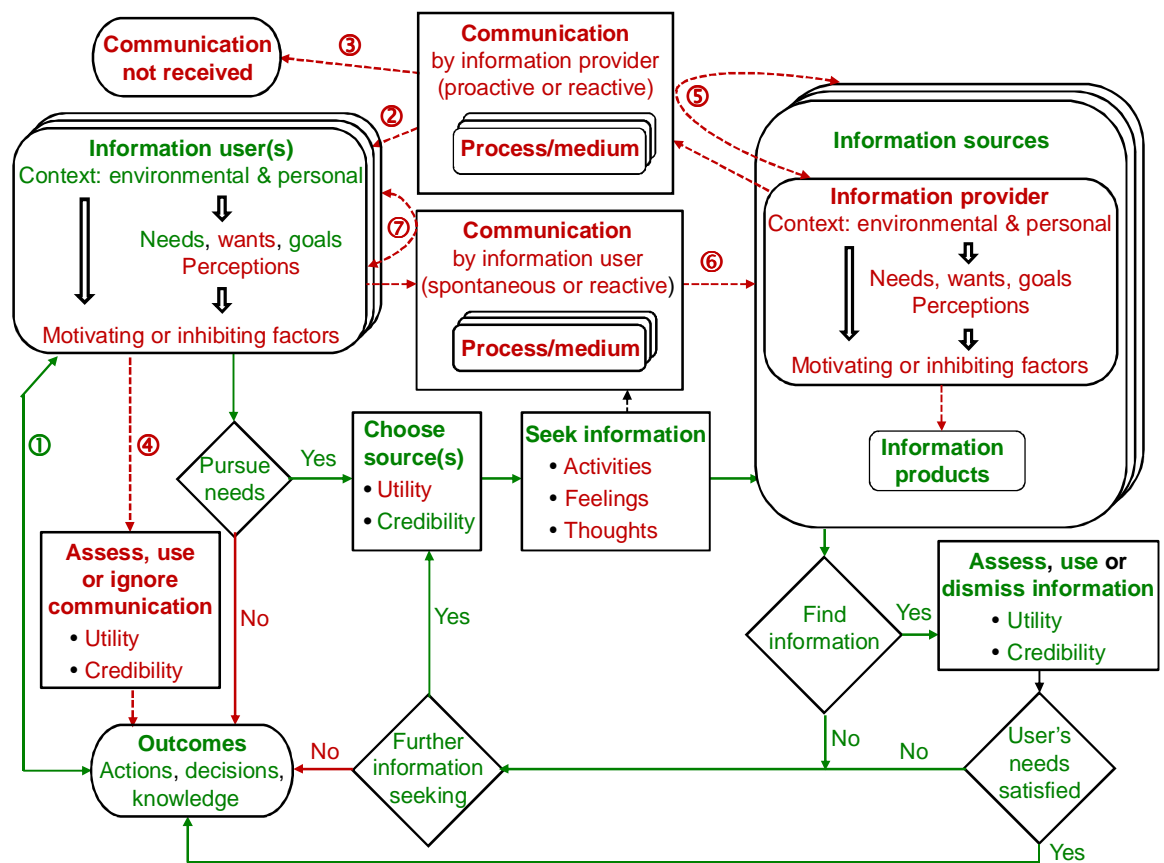 Communication
not received
③
Communication
by information provider
(proactive or reactive)
Process/medium
②
⑤
Information sources
Information provider
Context: environmental & personal
Needs, wants, goals
Perceptions
Motivating or inhibiting factors
Information
products
Information user(s)
Context: environmental & personal
Needs, wants, goals
Perceptions
Motivating or inhibiting factors
⑦
Communication
by information user
(spontaneous or reactive)
Process/medium
⑥
①
④
Pursue
needs
Yes
Choose
source(s)
• Utility
• Credibility
Seek information
• Activities
• Feelings
• Thoughts
Assess, use
or ignore
communication
• Utility
• Credibility
No
Yes
Find
information
Yes
Assess, use or
dismiss information
• Utility
• Credibility
Outcomes
Actions, decisions,
knowledge
No
Further
information
seeking
No
No
User's
needs
satisfied
Yes